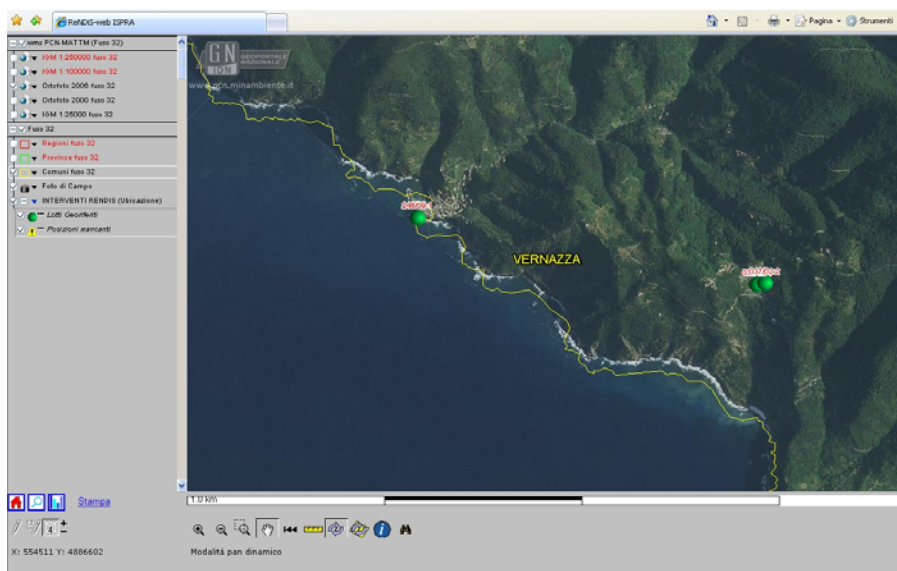 ReNDiS-web ISPRA
Pagina
Strumenti
wms PCN-MATTM (Fuso 32)
IGM 1:250000 fuso 32
IGM 1:100000 fuso 32
Ortofoto 2006 fuso 32
Ortofoto 2000 fuso 32
IGM 1:25000 fuso 32
Fuso 32
Regioni fuso 32
Province fuso 32
Comuni fuso 32
Foto di Campo
INTERVENTI RENDIS (Ubicazione)
Lotti Georiferiti
Posizioni mancanti
GN
ION
GEOPORTALE
NAZIONALE
www.pcn.minambiente.it
VERNAZZA
1.0 km
Stampa
X: 554511 Y: 4886602
Modalità pan dinamico